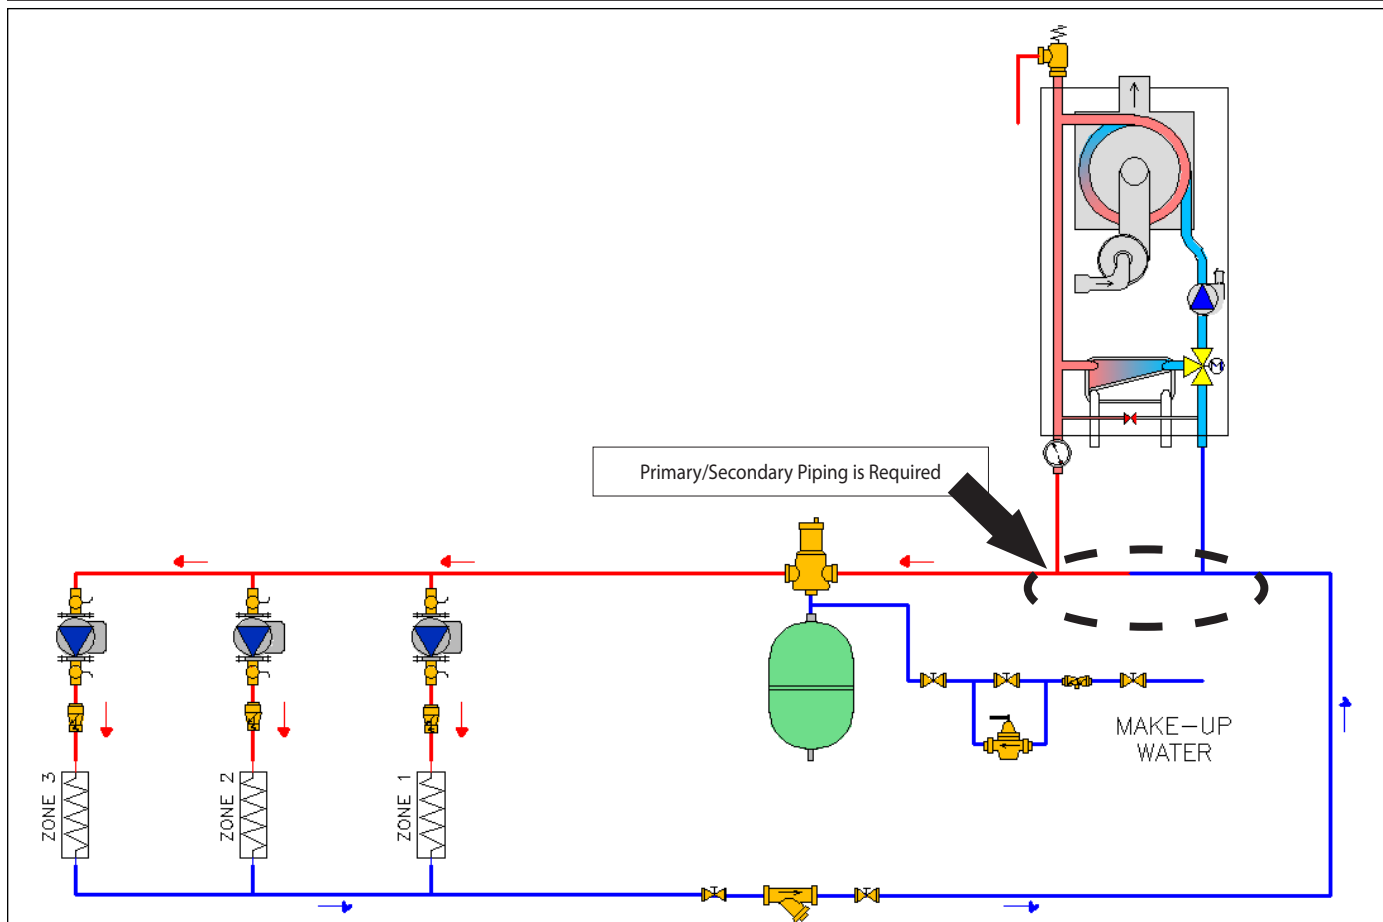 Primary/Secondary Piping is Required
M
MAKE-UP
WATER
ZONE 3
ZONE 2
ZONE 1